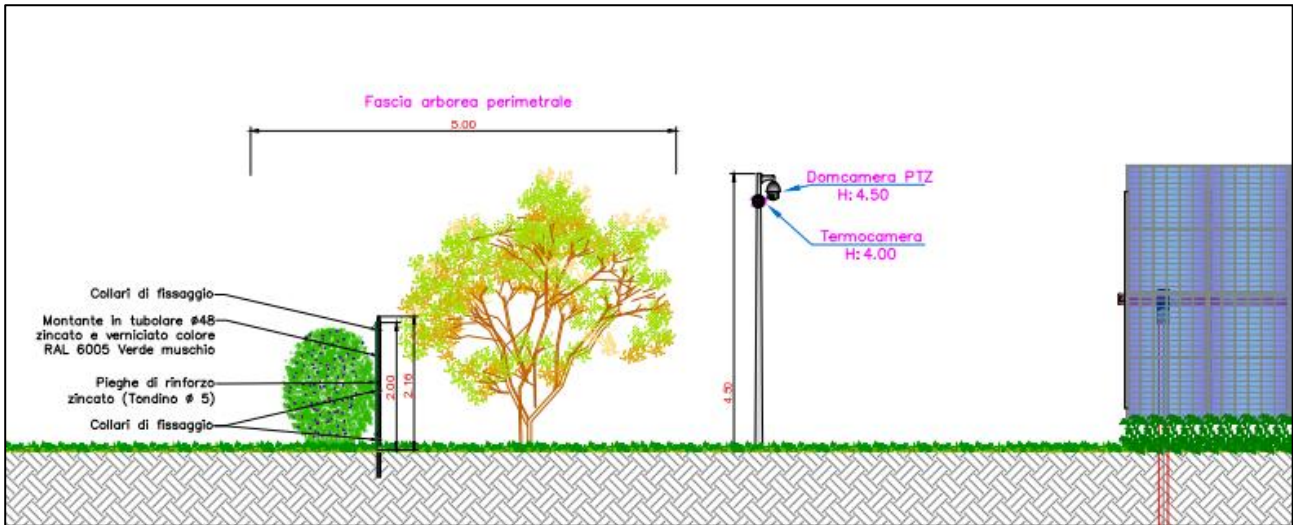 Fascia arborea perimetrale
5.00
Domcamera PTZ
H: 4.50
Termocamera
H: 4.00
Collari di fissaggio
Montante in tubolare ø48
zincato e verniciato colore
RAL 6005 Verde muschio
Pieghe di rinforzo
zincato (Tondino ø 5)
Collari di fissaggio
2.00
2.16
4.50